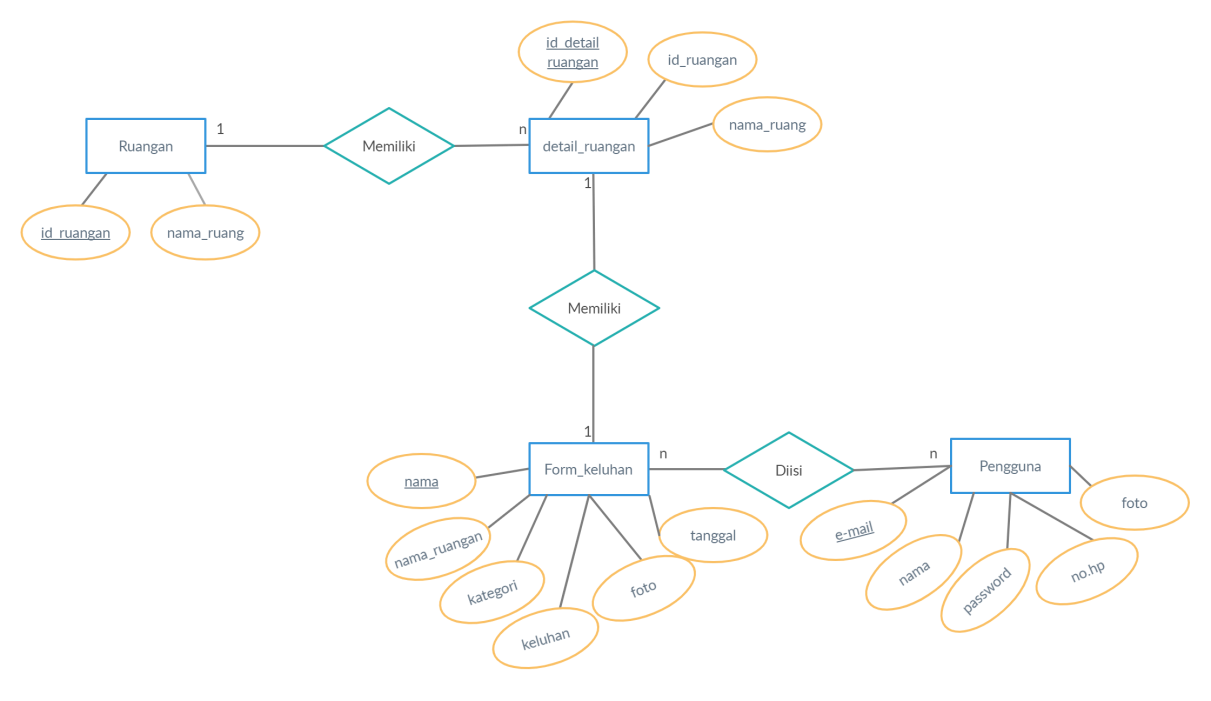 id_detail
ruangan
id_ruangan
nama_ruang
Ruangan
1
Memiliki
n
detail_ruangan
1
id_ruangan
nama_ruang
Memiliki
1
Form_keluhan
n
Diisi
n
Pengguna
nama
nama_ruangan
kategori
keluhan
foto
tanggal
e-mail
nama
password
no.hp
foto